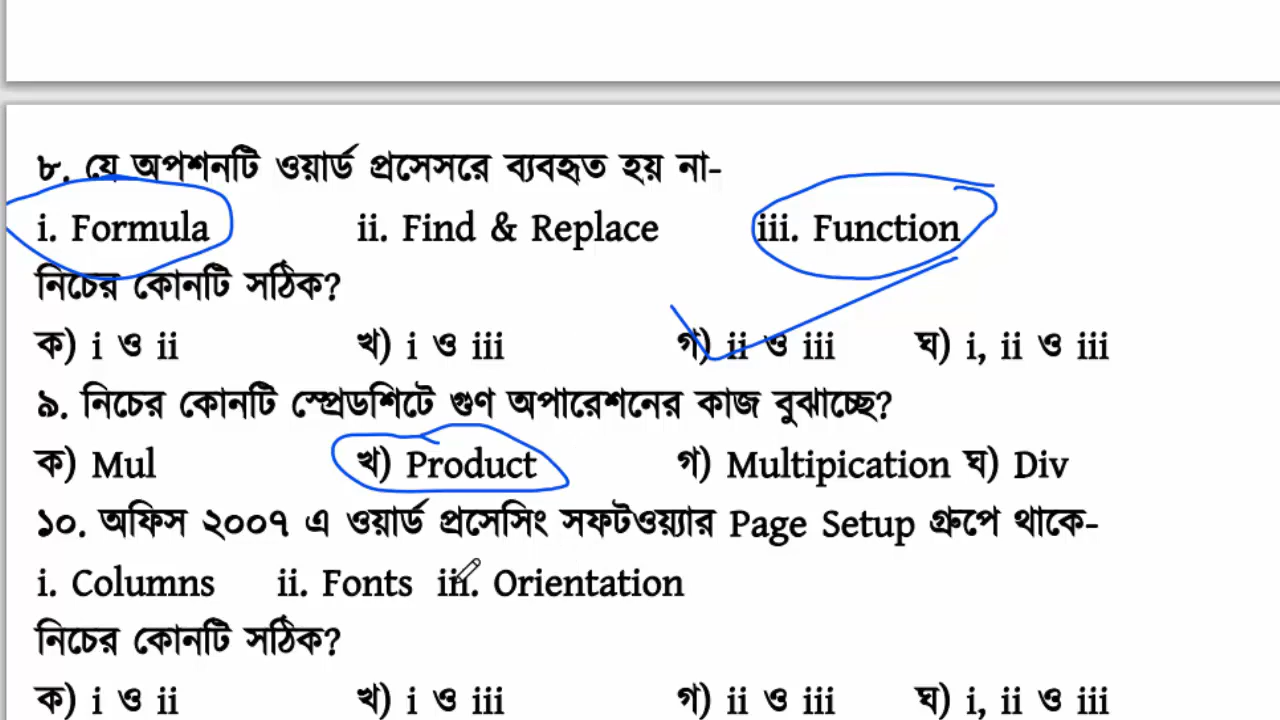 ৮. যে অপশনটি ওয়ার্ড প্রসেসরে ব্যবহৃত হয় না-
i. Formula ii. Find & Replace iii. Function
নিচের কোনটি সঠিক?
ক) i ও ii খ) i ও iii গ) ii ও iii ঘ) i, ii ও iii
৯. নিচের কোনটি স্প্রেডশিটে গুণ অপারেশনের কাজ বুঝাচ্ছে?
ক) Mul খ) Product গ) Multipication ঘ) Div
১০. অফিস ২০০৭ এ ওয়ার্ড প্রসেসিং সফটওয়্যার Page Setup গ্রুপে থাকে-
i. Columns ii. Fonts iii. Orientation
নিচের কোনটি সঠিক?
ক) i ও ii খ) i ও iii গ) ii ও iii ঘ) i, ii ও iii